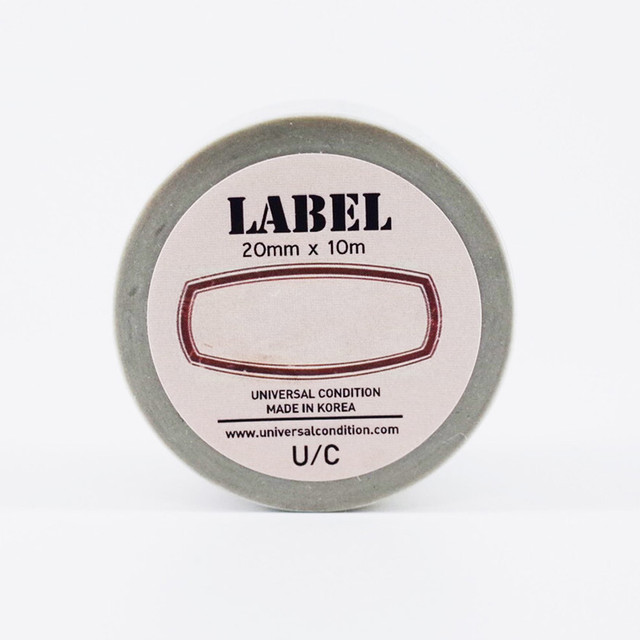 LABEL
20mm x 10m
UNIVERSAL CONDITION
MADE IN KOREA
www.universalcondition.com
U/C